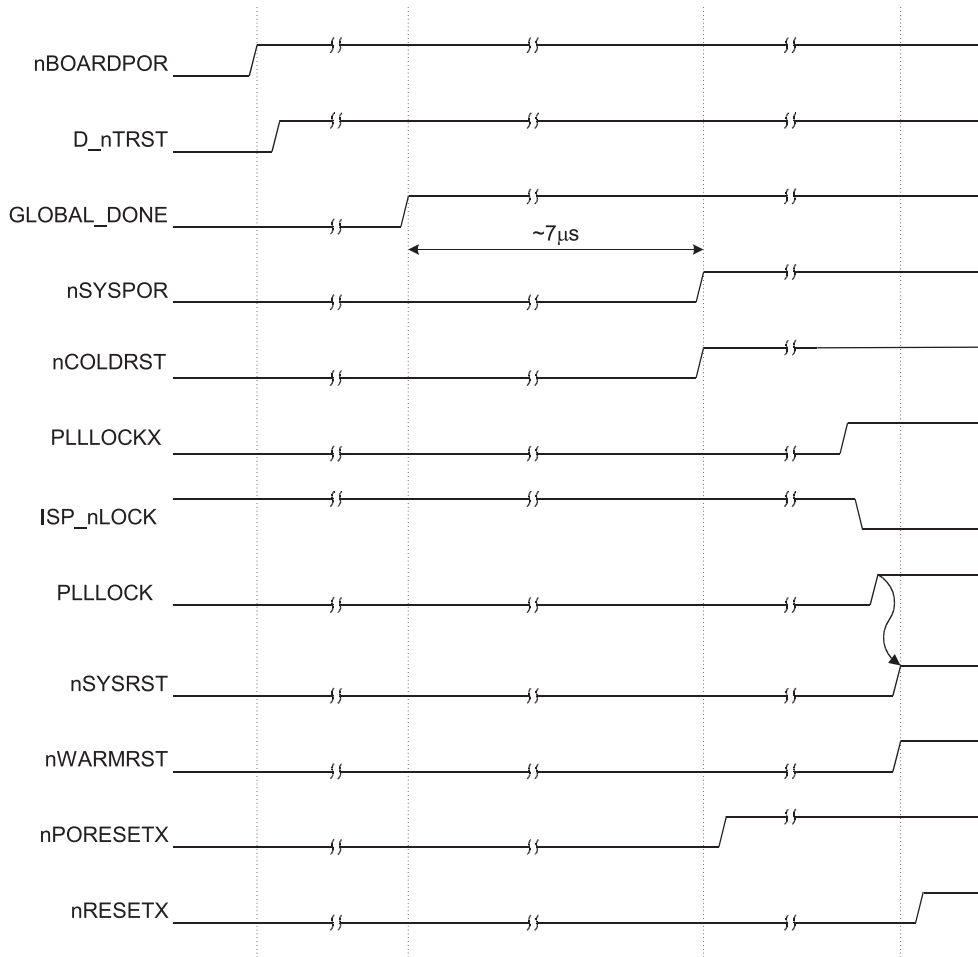 nBOARDPOR
D_nTRST
GLOBAL_DONE
~7μs
nSYSPOR
nCOLDRST
PLLLOCKX
ISP_nLOCK
PLLLOCK
nSYSRST
nWARMRST
nPORESETX
nRESETX